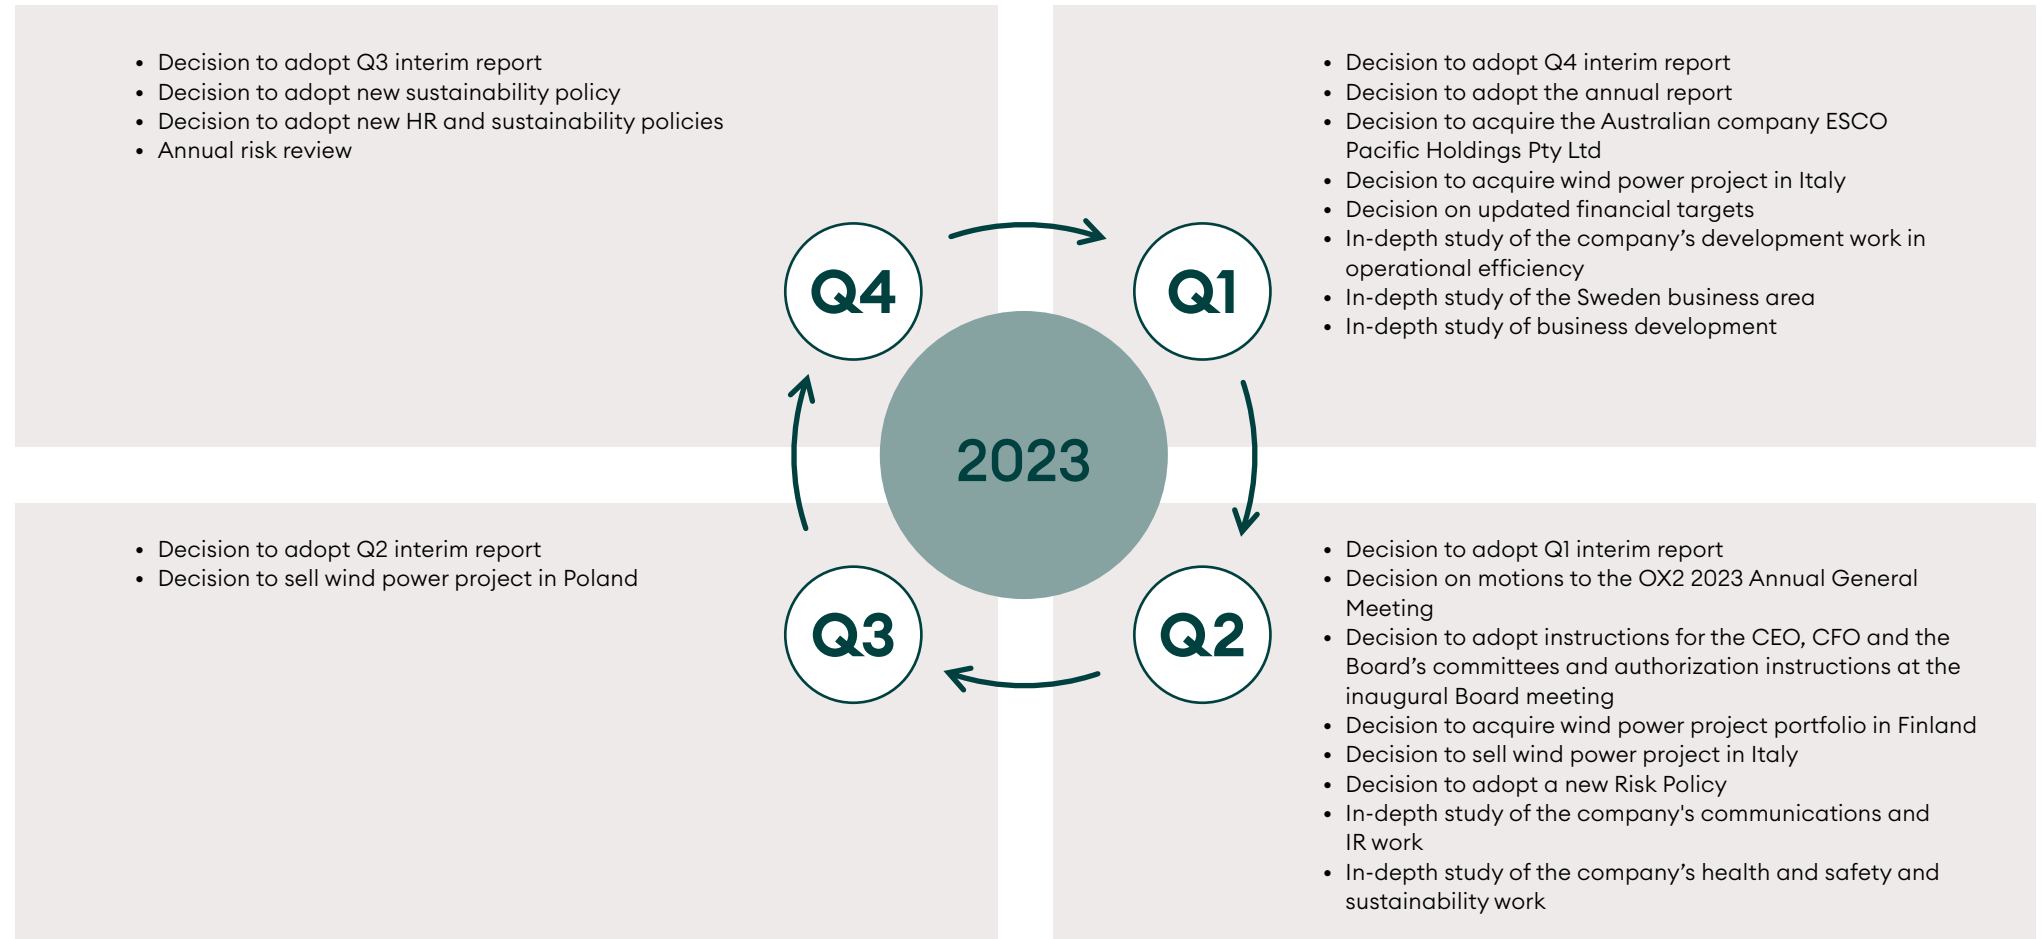 • Decision to adopt Q3 interim report
• Decision to adopt new sustainability policy
• Decision to adopt new HR and sustainability policies
• Annual risk review
• Decision to adopt Q4 interim report
• Decision to adopt the annual report
• Decision to acquire the Australian company ESCO
Pacific Holdings Pty Ltd
• Decision to acquire wind power project in Italy
• Decision on updated financial targets
• In-depth study of the company’s development work in
operational efficiency
• In-depth study of the Sweden business area
• In-depth study of business development
Q4
Q1
2023
• Decision to adopt Q2 interim report
• Decision to sell wind power project in Poland
Q3
Q2
• Decision to adopt Q1 interim report
• Decision on motions to the OX2 2023 Annual General
Meeting
• Decision to adopt instructions for the CEO, CFO and the
Board’s committees and authorization instructions at the
inaugural Board meeting
• Decision to acquire wind power project portfolio in Finland
• Decision to sell wind power project in Italy
• Decision to adopt a new Risk Policy
• In-depth study of the company's communications and
IR work
• In-depth study of the company’s health and safety and
sustainability work